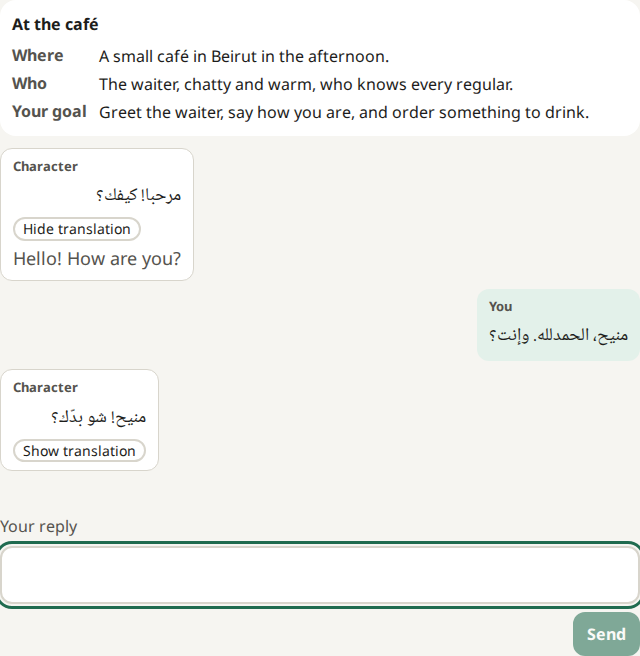 At the café
Where A small café in Beirut in the afternoon.
Who The waiter, chatty and warm, who knows every regular.
Your goal Greet the waiter, say how you are, and order something to drink.
Character
مرحبا! كيفك؟
Hide translation
Hello! How are you?
You
منيح، الحمدلله. وإنت؟
Character
منيح! شو بدّك؟
Show translation
Your reply
Send